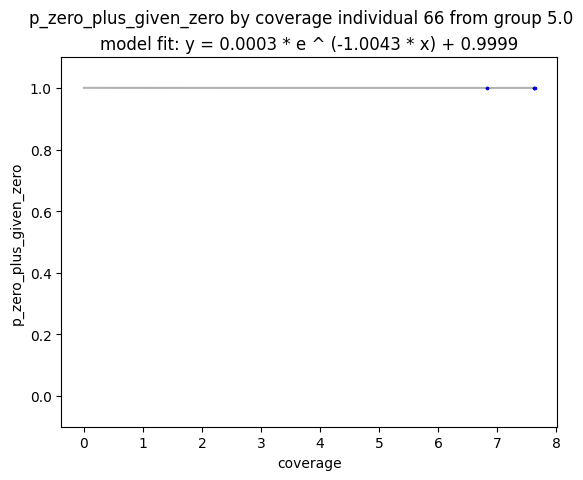 p_zero_plus_given_zero by coverage individual 66 from group 5.0
model fit: y = 0.0003 * e ^ (-1.0043 * x) + 0.9999
1.0
0.8
0.6
0.4
0.2
0.0
p_zero_plus_given_zero
0 1 2 3 4 5 6 7 8
coverage